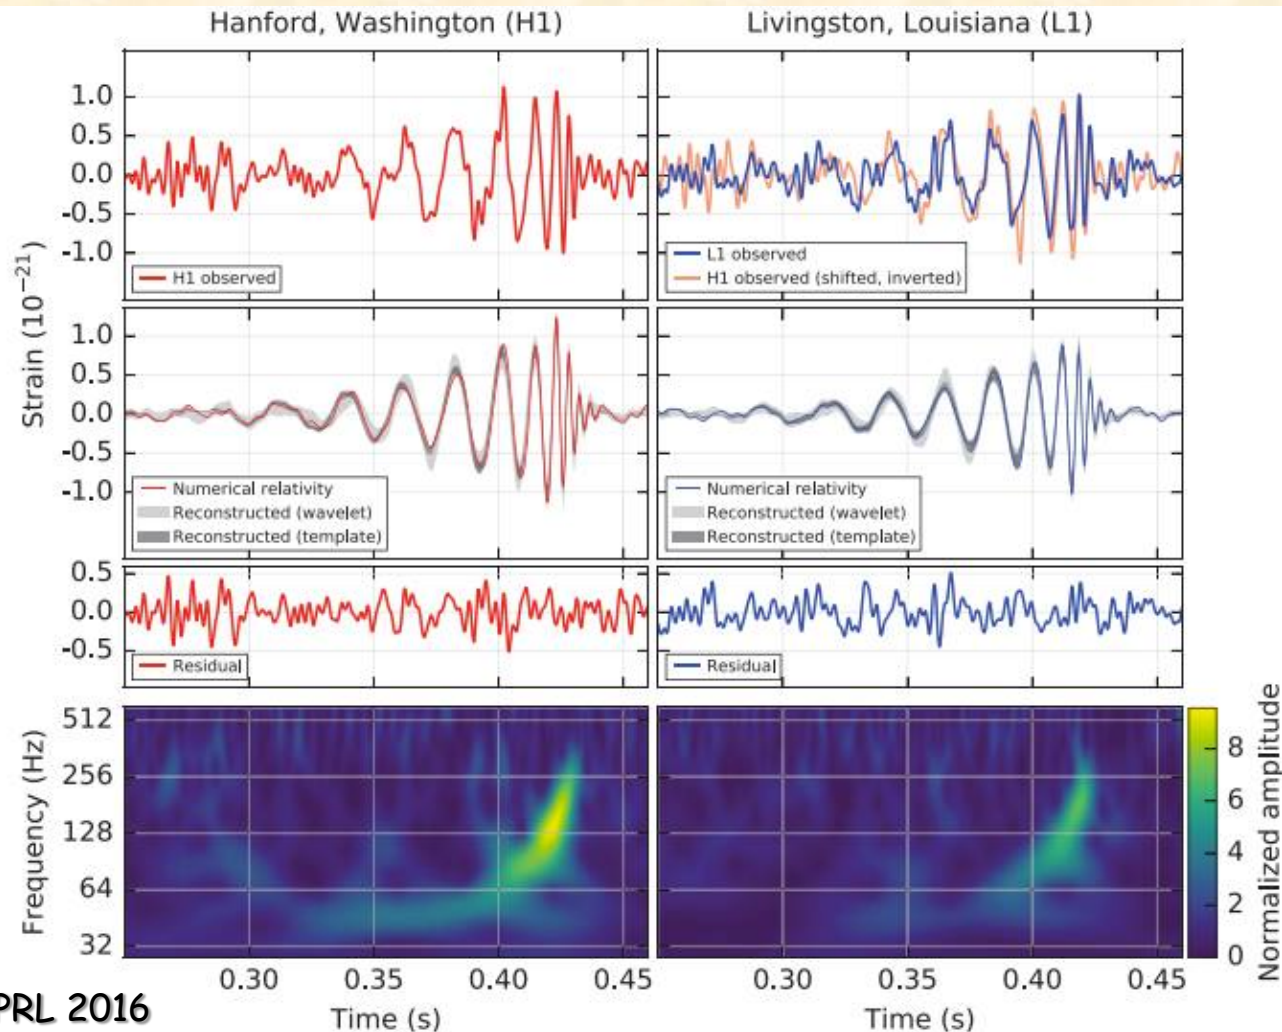 Hanford, Washington (H1)
Livingston, Louisiana (L1)
1.0
0.5
0.0
-0.5
-1.0
H1 observed
L1 observed
H1 observed (shifted, inverted)
Strain (10⁻²¹)
1.0
0.5
0.0
-0.5
-1.0
Numerical relativity
Reconstructed (wavelet)
Reconstructed (template)
Numerical relativity
Reconstructed (wavelet)
Reconstructed (template)
0.5
0.0
-0.5
Residual
Residual
Frequency (Hz)
512
256
128
64
32
Normalized amplitude
8
6
4
2
0
0.30
0.35
0.40
0.45
0.30
0.35
0.40
0.45
Time (s)
Time (s)
PRL 2016